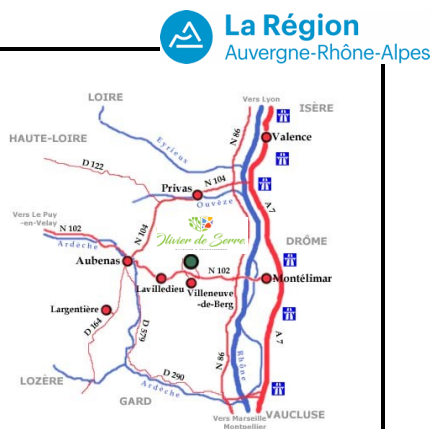 La Région
Auvergne-Rhône-Alpes
LOIRE
Vers Lyon
ISÈRE
N 86
Valence
HAUTE-LOIRE
Eyrieux
D 122
Privas
N 104
Ouvèze
A 7
Vers Le Puy
-en-Velay
N 102
Ardèche
N 104
Olivier de Serre
DRÔME
Aubenas
Lavilledieu
N 102
Montélimar
Villeneuve
-de-Berg
Largentière
D 164
D 579
N 86
Rhône
A 7
D 290
Ardèche
LOZÈRE
GARD
Vers Marseille
Montpellier
VAUCLUSE